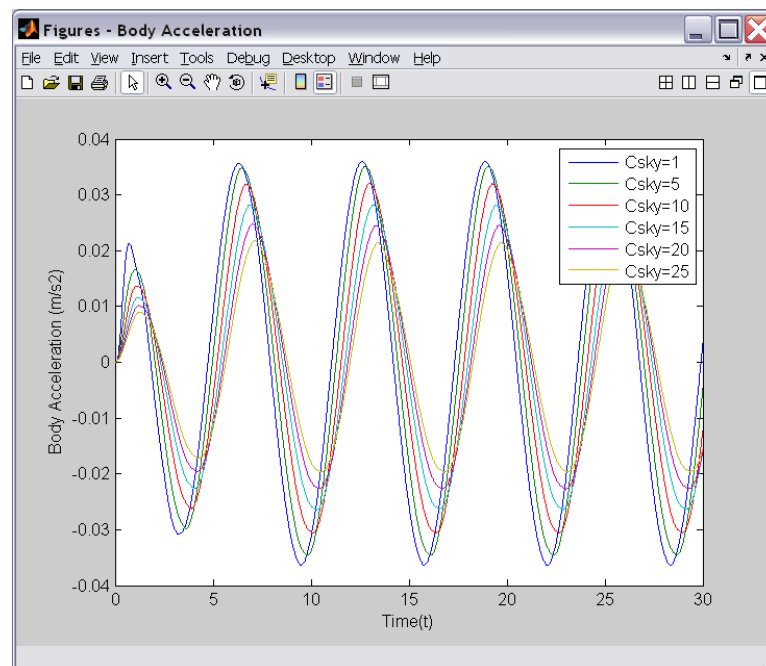 Figures - Body Acceleration
File Edit View Insert Tools Debug Desktop Window Help
0.04
0.03
0.02
0.01
0
-0.01
-0.02
-0.03
-0.04
Body Acceleration (m/s2)
Csky=1
Csky=5
Csky=10
Csky=15
Csky=20
Csky=25
0 5 10 15 20 25 30
Time(t)